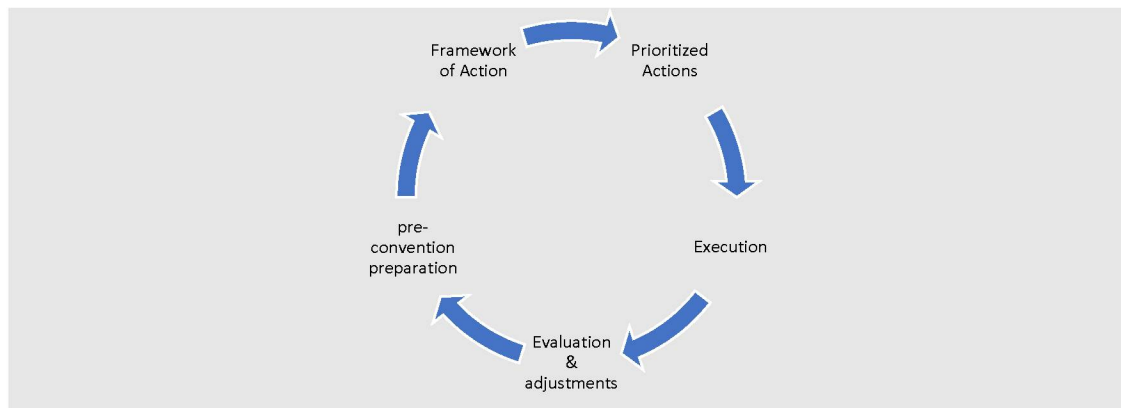 Framework
of Action
Prioritized
Actions
Execution
Evaluation
&
adjustments
pre-
convention
preparation